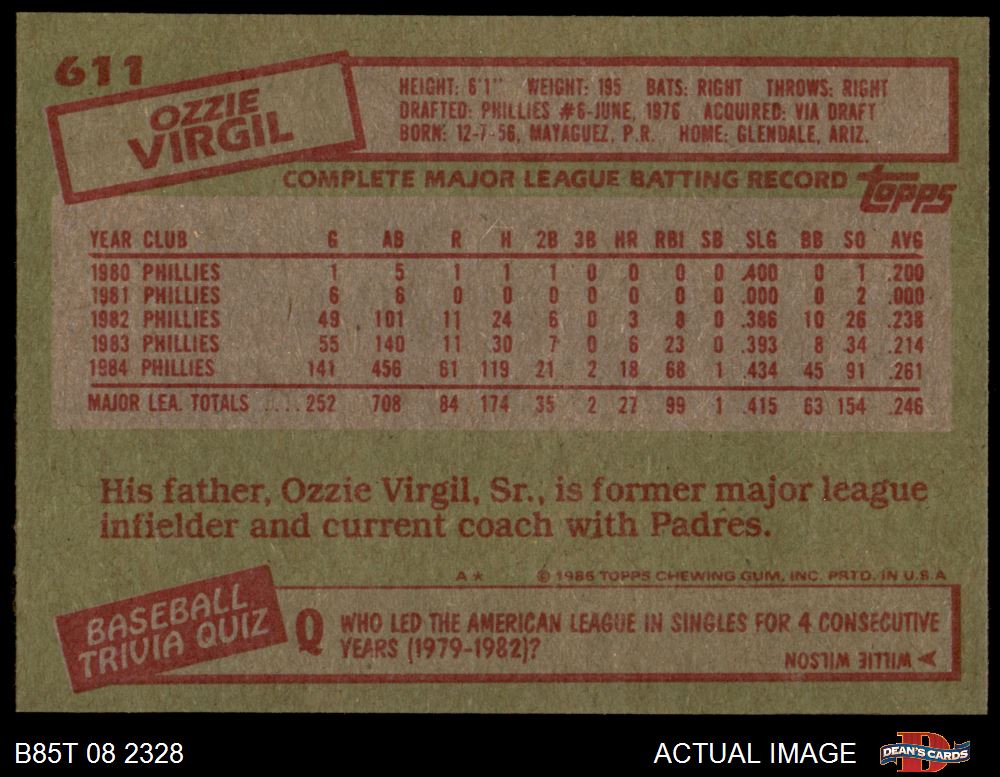 611
OZZIE
VIRGIL
HEIGHT: 6'1" WEIGHT: 195 BATS: RIGHT THROWS: RIGHT
DRAFTED: PHILLIES #6-JUNE, 1976 ACQUIRED: VIA DRAFT
BORN: 12-7-56, MAYAGUEZ, P.R. HOME: GLENDALE, ARIZ.
COMPLETE MAJOR LEAGUE BATTING RECORD TOPPS
YEAR CLUB G AB R H 2B 3B HR RBI SB SLG BB SO AVG
1980 PHILLIES 1 5 1 1 1 0 0 0 0 .400 0 1 .200
1981 PHILLIES 6 6 0 0 0 0 0 0 0 .000 0 2 .000
1982 PHILLIES 49 101 11 24 6 0 3 8 0 .386 10 26 .238
1983 PHILLIES 55 140 11 30 7 0 6 23 0 .393 8 34 .214
1984 PHILLIES 141 456 61 119 21 2 18 68 1 .434 45 91 .261
MAJOR LEA. TOTALS ....252 708 84 174 35 2 27 99 1 .415 63 154 .246
His father, Ozzie Virgil, Sr., is former major league
infielder and current coach with Padres.
A* © 1985 TOPPS CHEWING GUM, INC. PRTD. IN U.S.A
BASEBALL
TRIVIA QUIZ
Q WHO LED THE AMERICAN LEAGUE IN SINGLES FOR 4 CONSECUTIVE
YEARS (1979-1982)?
A WILLIE WILSON
B85T 08 2328 ACTUAL IMAGE DEAN'S CARDS